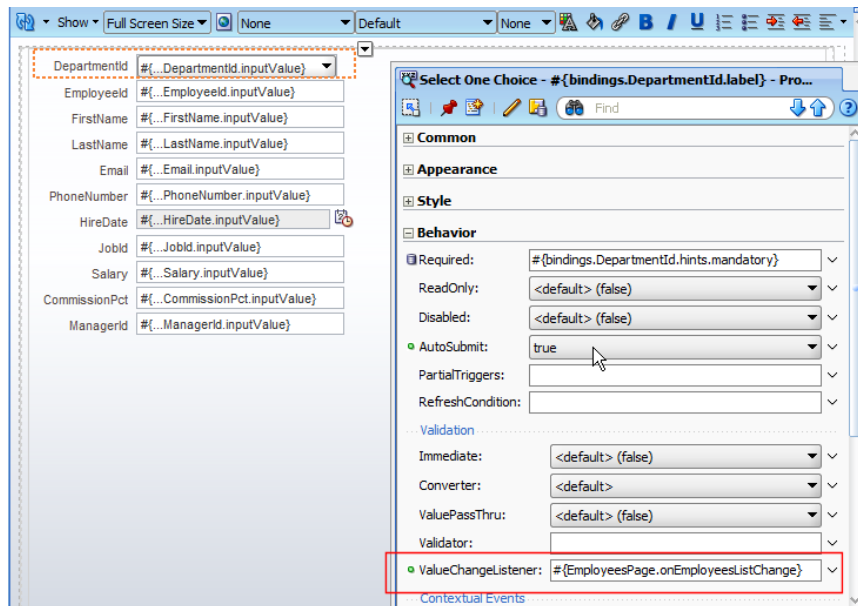 Show Full Screen Size None Default None B I U
DepartmentId #{...DepartmentId.inputValue}
EmployeeId #{...EmployeeId.inputValue}
FirstName #{...FirstName.inputValue}
LastName #{...LastName.inputValue}
Email #{...Email.inputValue}
PhoneNumber #{...PhoneNumber.inputValue}
HireDate #{...HireDate.inputValue}
JobId #{...JobId.inputValue}
Salary #{...Salary.inputValue}
CommissionPct #{...CommissionPct.inputValue}
ManagerId #{...ManagerId.inputValue}
Select One Choice - #{bindings.DepartmentId.label} - Pro...
Find
Common
Appearance
Style
Behavior
Required: #{bindings.DepartmentId.hints.mandatory}
ReadOnly: <default> (false)
Disabled: <default> (false)
AutoSubmit: true
PartialTriggers:
RefreshCondition:
Validation
Immediate: <default> (false)
Converter: <default>
ValuePassThru: <default> (false)
Validator:
ValueChangeListener: #{EmployeesPage.onEmployeesListChange}
Contextual Events